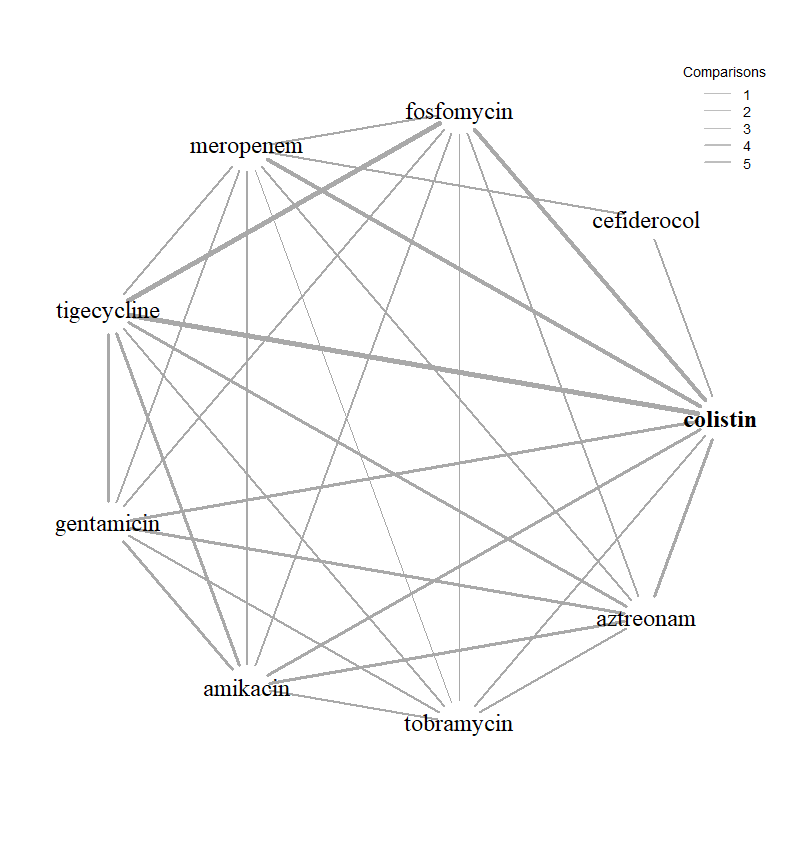 Comparisons
1
2
3
4
5
fosfomycin
meropenem
cefiderocol
tigecycline
colistin
gentamicin
aztreonam
amikacin
tobramycin